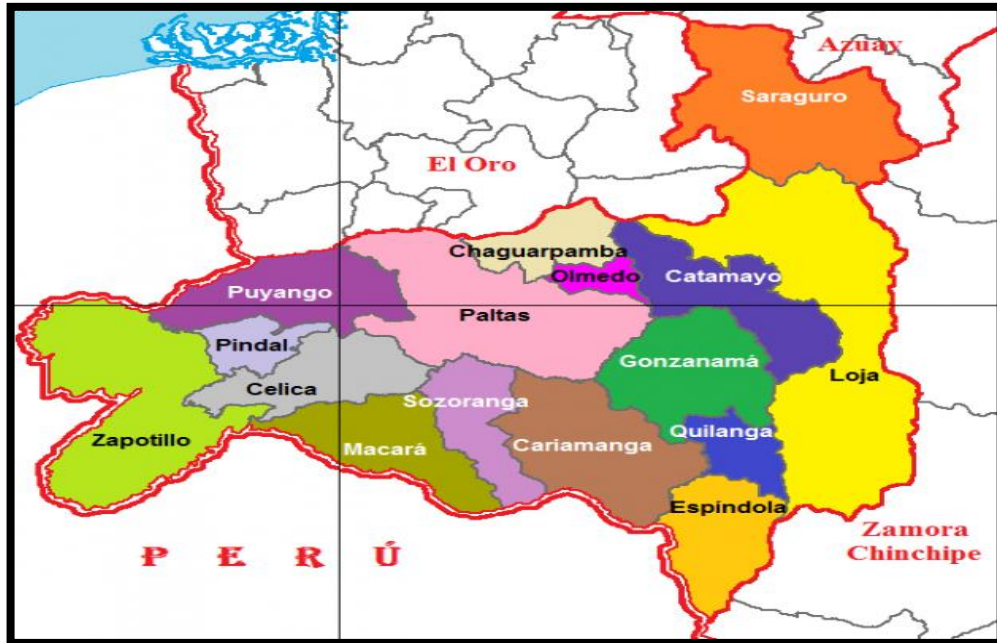 Azuay
Saraguro
El Oro
Chaguarpamba
Olmedo
Catamayo
Puyango
Paltas
Pindal
Gonzanamá
Loja
Celica
Sozoranga
Zapotillo
Macará
Cariamanga
Quilanga
Espíndola
Zamora
Chinchipe
PERÚ